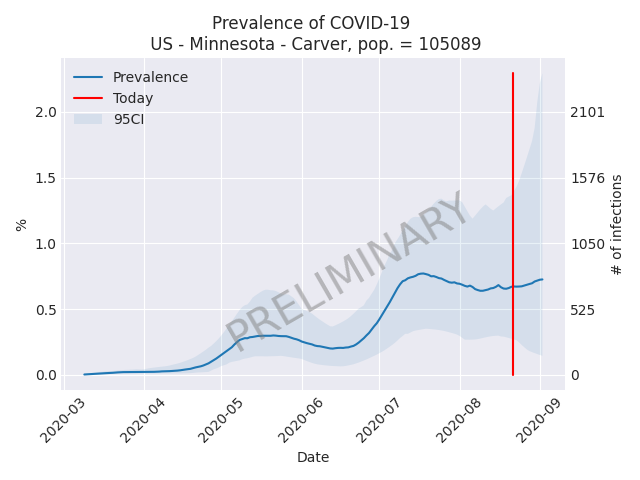 Prevalence of COVID-19
US - Minnesota - Carver, pop. = 105089
Prevalence
Today
95CI
PRELIMINARY
%
2.0
1.5
1.0
0.5
0.0
2101
1576
1050
525
0
# of infections
2020-03
2020-04
2020-05
2020-06
2020-07
2020-08
2020-09
Date